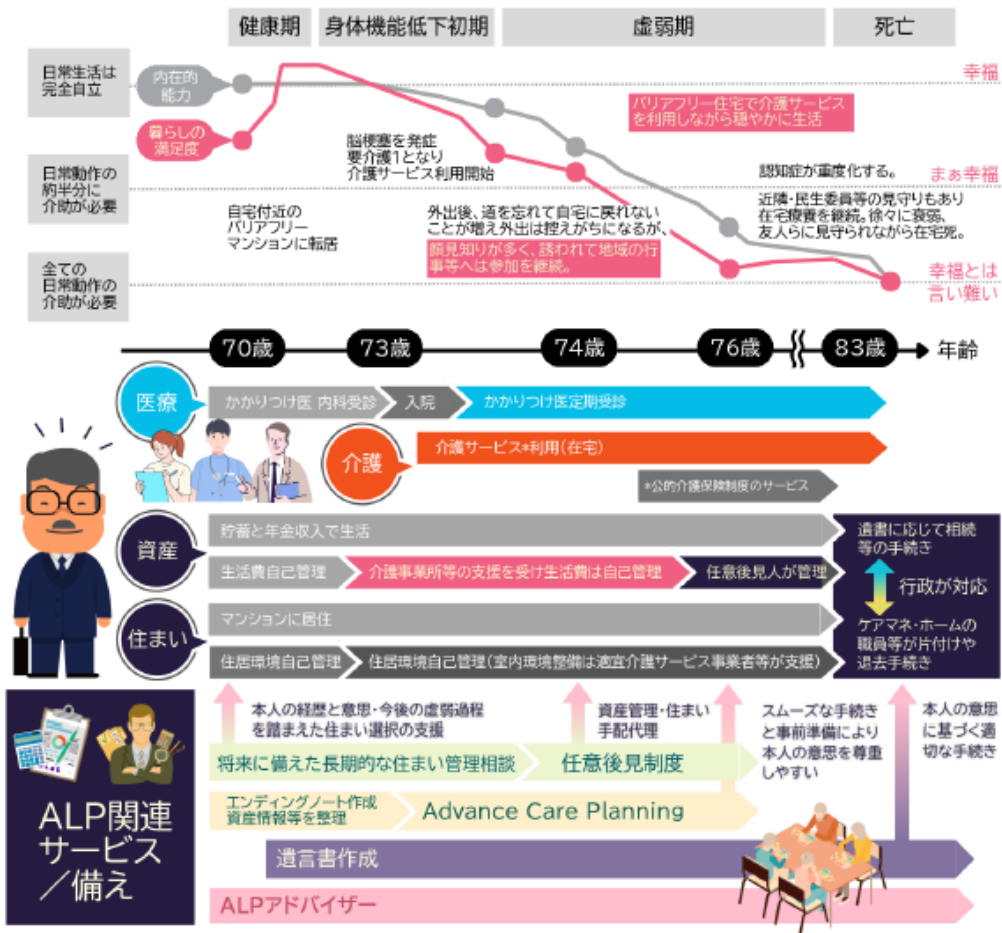 健康期
身体機能低下初期
虚弱期
死亡
日常生活は
完全自立
内在的
能力
幸福
バリアフリー住宅で介護サービス
を利用しながら穏やかに生活
暮らしの
満足度
脳梗塞を発症
要介護1となり
介護サービス利用開始
日常動作の
約半分に
介助が必要
認知症が重度化する。
まぁ幸福
近隣・民生委員等の見守りもあり
在宅療養を継続。徐々に衰弱、
友人らに見守られながら在宅死。
自宅付近の
バリアフリー
マンションに転居
外出後、道を忘れて自宅に戻れない
ことが増え外出は控えがちになるが、
顔見知りが多く、誘われて地域の行
事等へは参加を継続。
全ての
日常動作の
介助が必要
幸福とは
言い難い
70歳
73歳
74歳
76歳
83歳
年齢
医療
かかりつけ医 内科受診
入院
かかりつけ医定期受診
介護
介護サービス*利用(在宅)
*公的介護保険制度のサービス
資産
貯蓄と年金収入で生活
生活費自己管理
介護事業所等の支援を受け生活費は自己管理
任意後見人が管理
遺書に応じて相続
等の手続き
行政が対応
ケアマネ・ホームの
職員等が片付けや
退去手続き
住まい
マンションに居住
住居環境自己管理
住居環境自己管理(室内環境整備は適宜介護サービス事業者等が支援)
本人の経歴と意思・今後の虚弱過程
を踏まえた住まい選択の支援
資産管理・住まい
手配代理
スムーズな手続き
と事前準備により
本人の意思を尊重
しやすい
本人の意思
に基づく適
切な手続き
ALP関連
サービス
/備え
将来に備えた長期的な住まい管理相談
任意後見制度
エンディングノート作成
資産情報等を整理
Advance Care Planning
遺言書作成
ALPアドバイザー